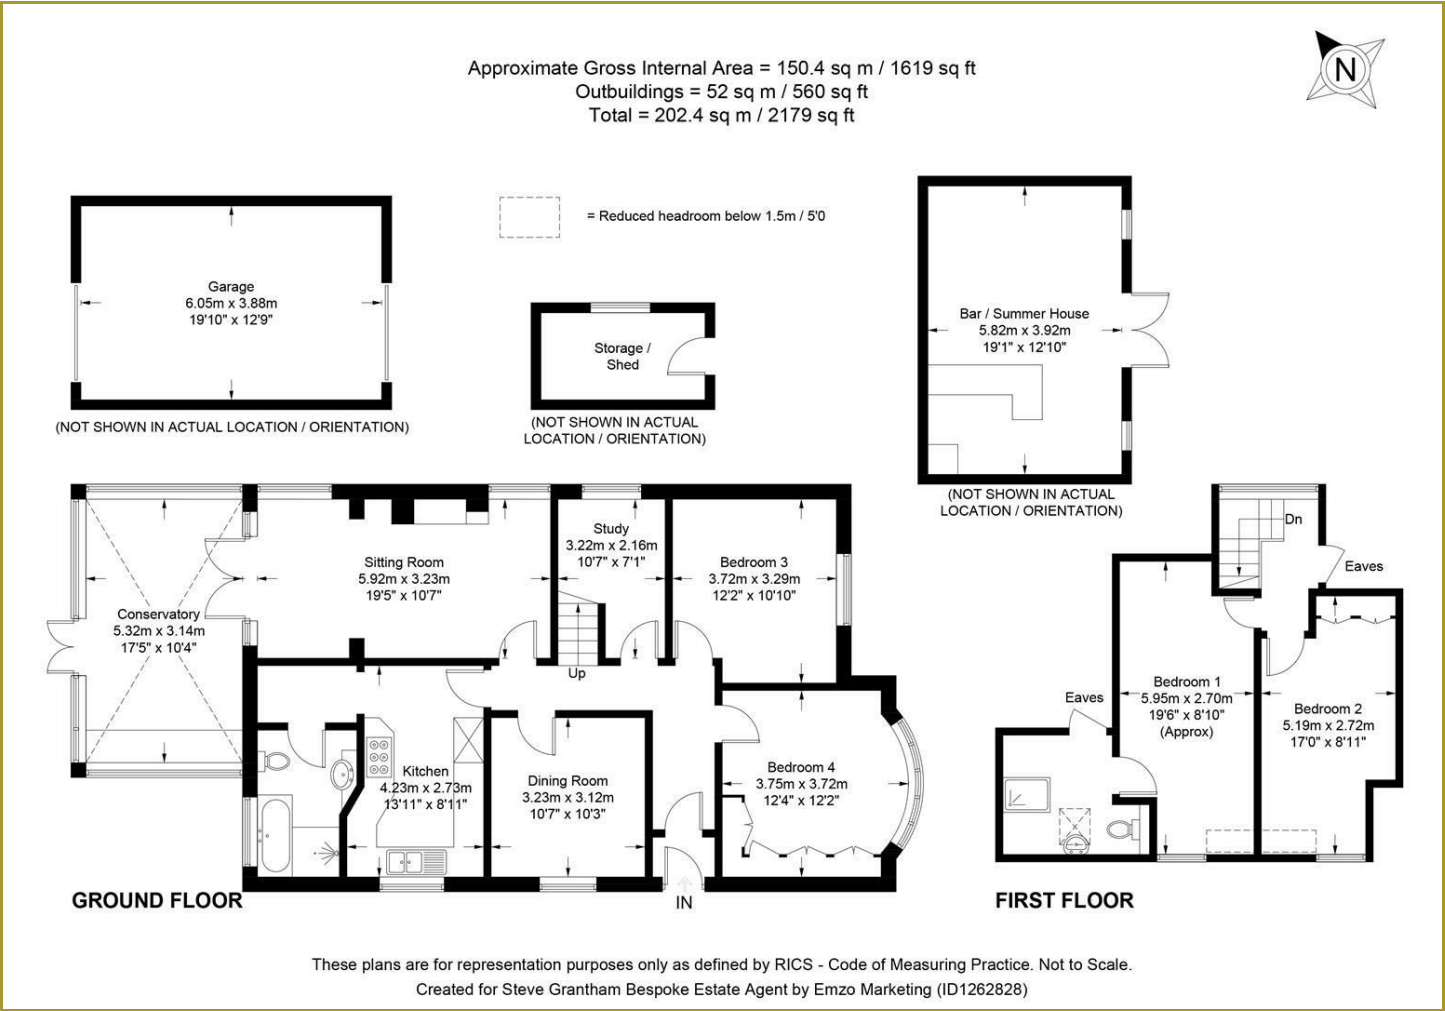 Approximate Gross Internal Area = 150.4 sq m / 1619 sq ft
Outbuildings = 52 sq m / 560 sq ft
Total = 202.4 sq m / 2179 sq ft
N
= Reduced headroom below 1.5m / 5'0
Garage
6.05m x 3.88m
19'10" x 12'9"
(NOT SHOWN IN ACTUAL LOCATION / ORIENTATION)
Storage /
Shed
(NOT SHOWN IN ACTUAL
LOCATION / ORIENTATION)
Bar / Summer House
5.82m x 3.92m
19'1" x 12'10"
(NOT SHOWN IN ACTUAL
LOCATION / ORIENTATION)
Conservatory
5.32m x 3.14m
17'5" x 10'4"
Sitting Room
5.92m x 3.23m
19'5" x 10'7"
Study
3.22m x 2.16m
10'7" x 7'1"
Up
Bedroom 3
3.72m x 3.29m
12'2" x 10'10"
Kitchen
4.23m x 2.73m
13'11" x 8'11"
Dining Room
3.23m x 3.12m
10'7" x 10'3"
Bedroom 4
3.75m x 3.72m
12'4" x 12'2"
IN
GROUND FLOOR
Dn
Eaves
Bedroom 1
5.95m x 2.70m
19'6" x 8'10"
(Approx)
Eaves
Bedroom 2
5.19m x 2.72m
17'0" x 8'11"
FIRST FLOOR
These plans are for representation purposes only as defined by RICS - Code of Measuring Practice. Not to Scale.
Created for Steve Grantham Bespoke Estate Agent by Emzo Marketing (ID1262828)